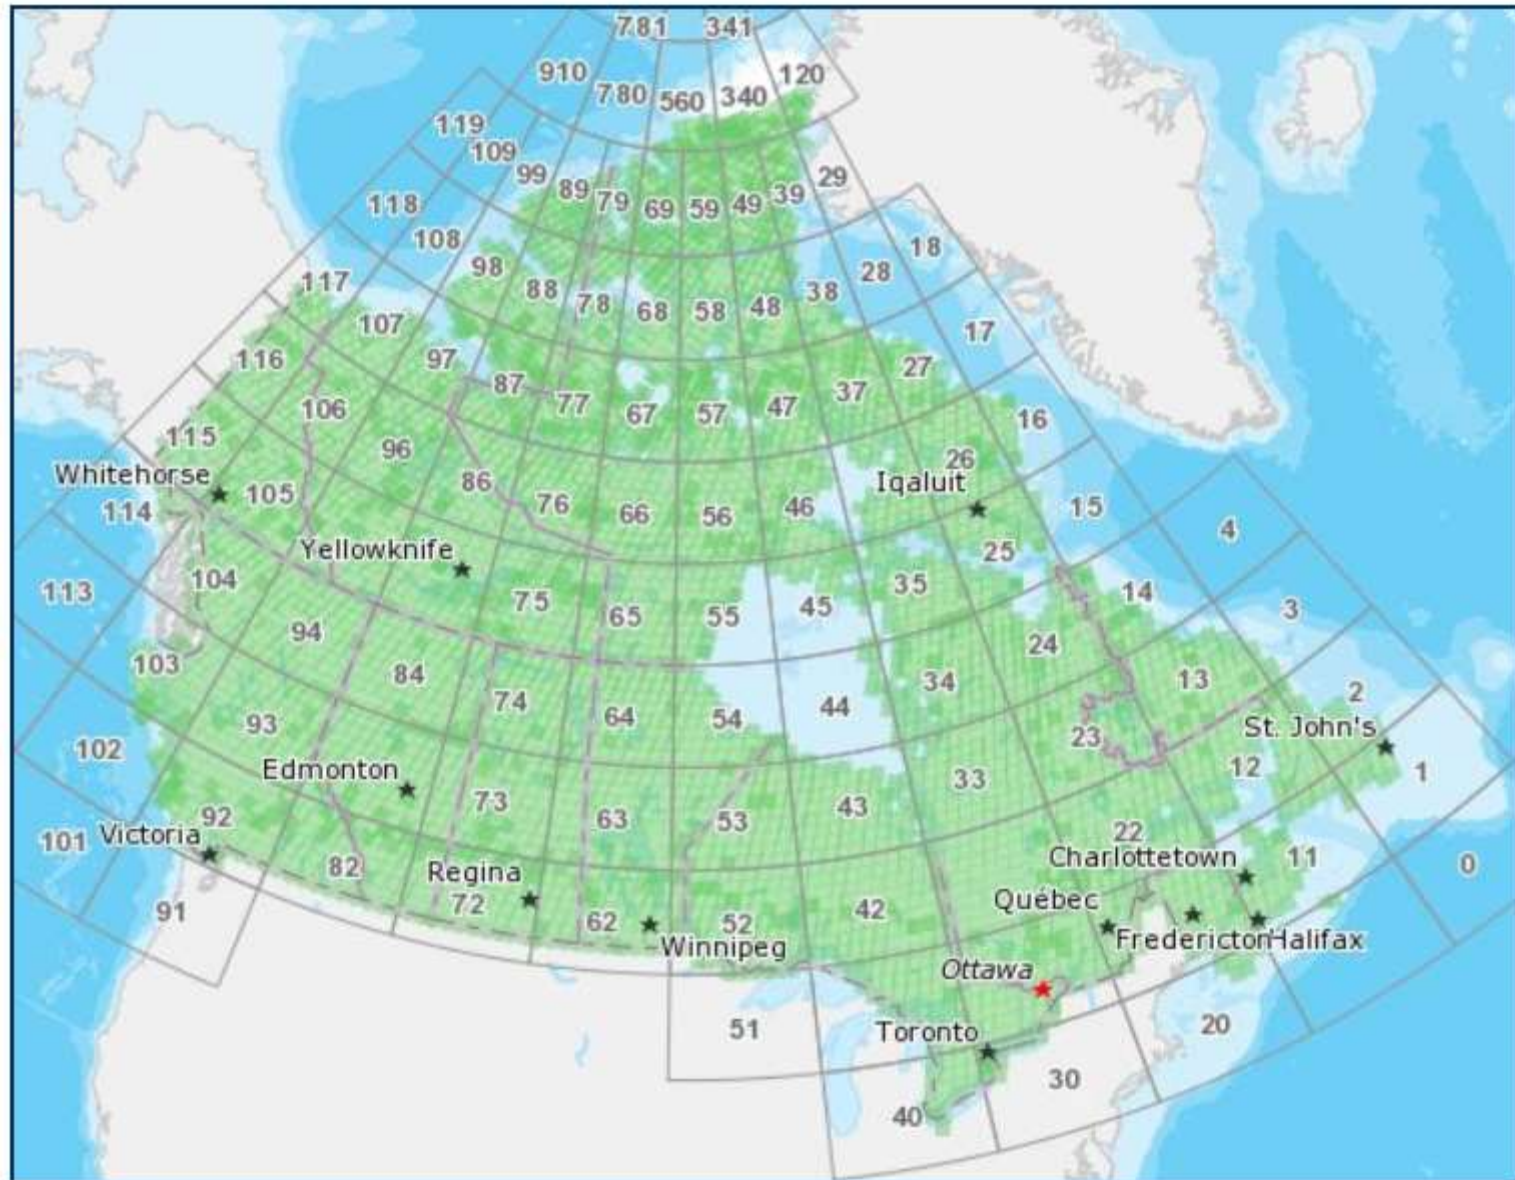 781 341
910 780 560 340 120
119 109 99 89 79 69 59 49 39 29
118 108 98 88 78 68 58 48 38 28 18
117 107 97 87 77 67 57 47 37 27 17
116 106 96 86 76 66 56 46 26 16
115 105 Iqaluit
Whitehorse
114 104 Yellowknife 75 65 55 45 35 25 15 4
113 103 94 84 74 64 54 44 34 24 14 3
102 93 73 63 53 43 33 23 13 2
Edmonton St. John's
101 Victoria 92 82 72 62 52 42 22 12 1
Regina Charlottetown 11 0
91 Winnipeg Québec
Fredericton Halifax
Ottawa
51 Toronto 30 20
40